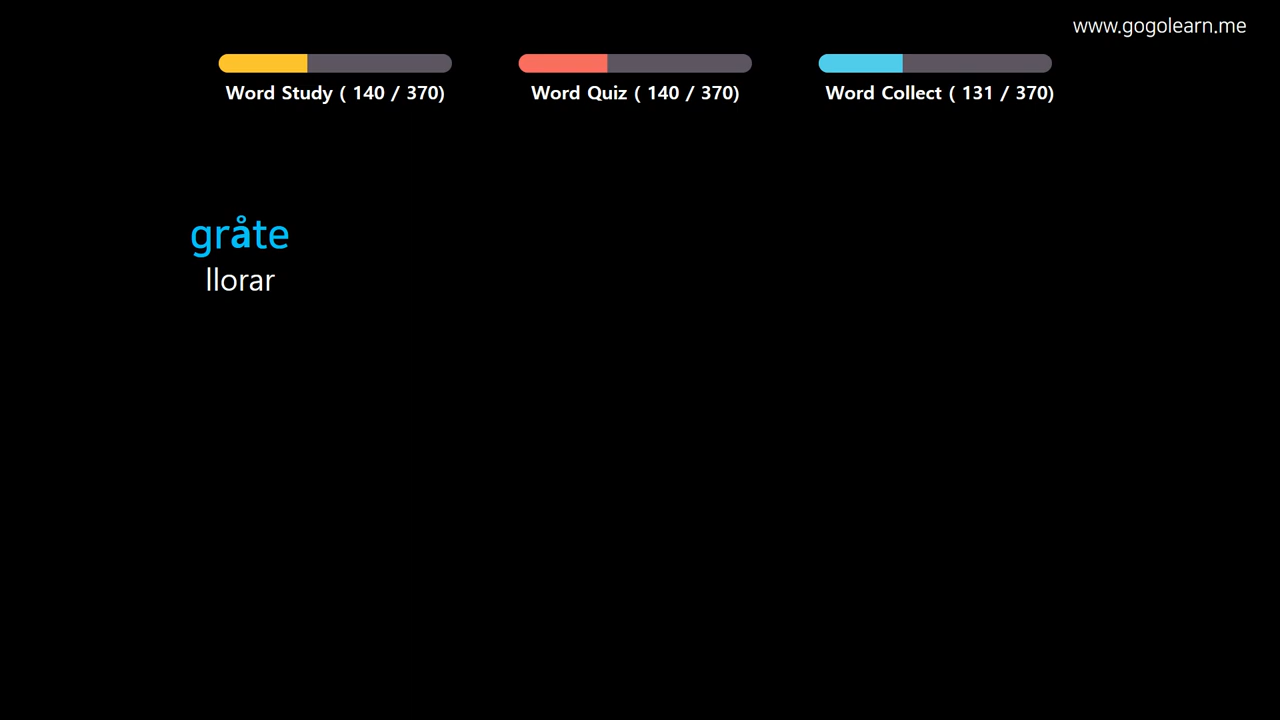 www.gogolearn.me
Word Study ( 140 / 370)
Word Quiz ( 140 / 370)
Word Collect ( 131 / 370)
gråte
llorar